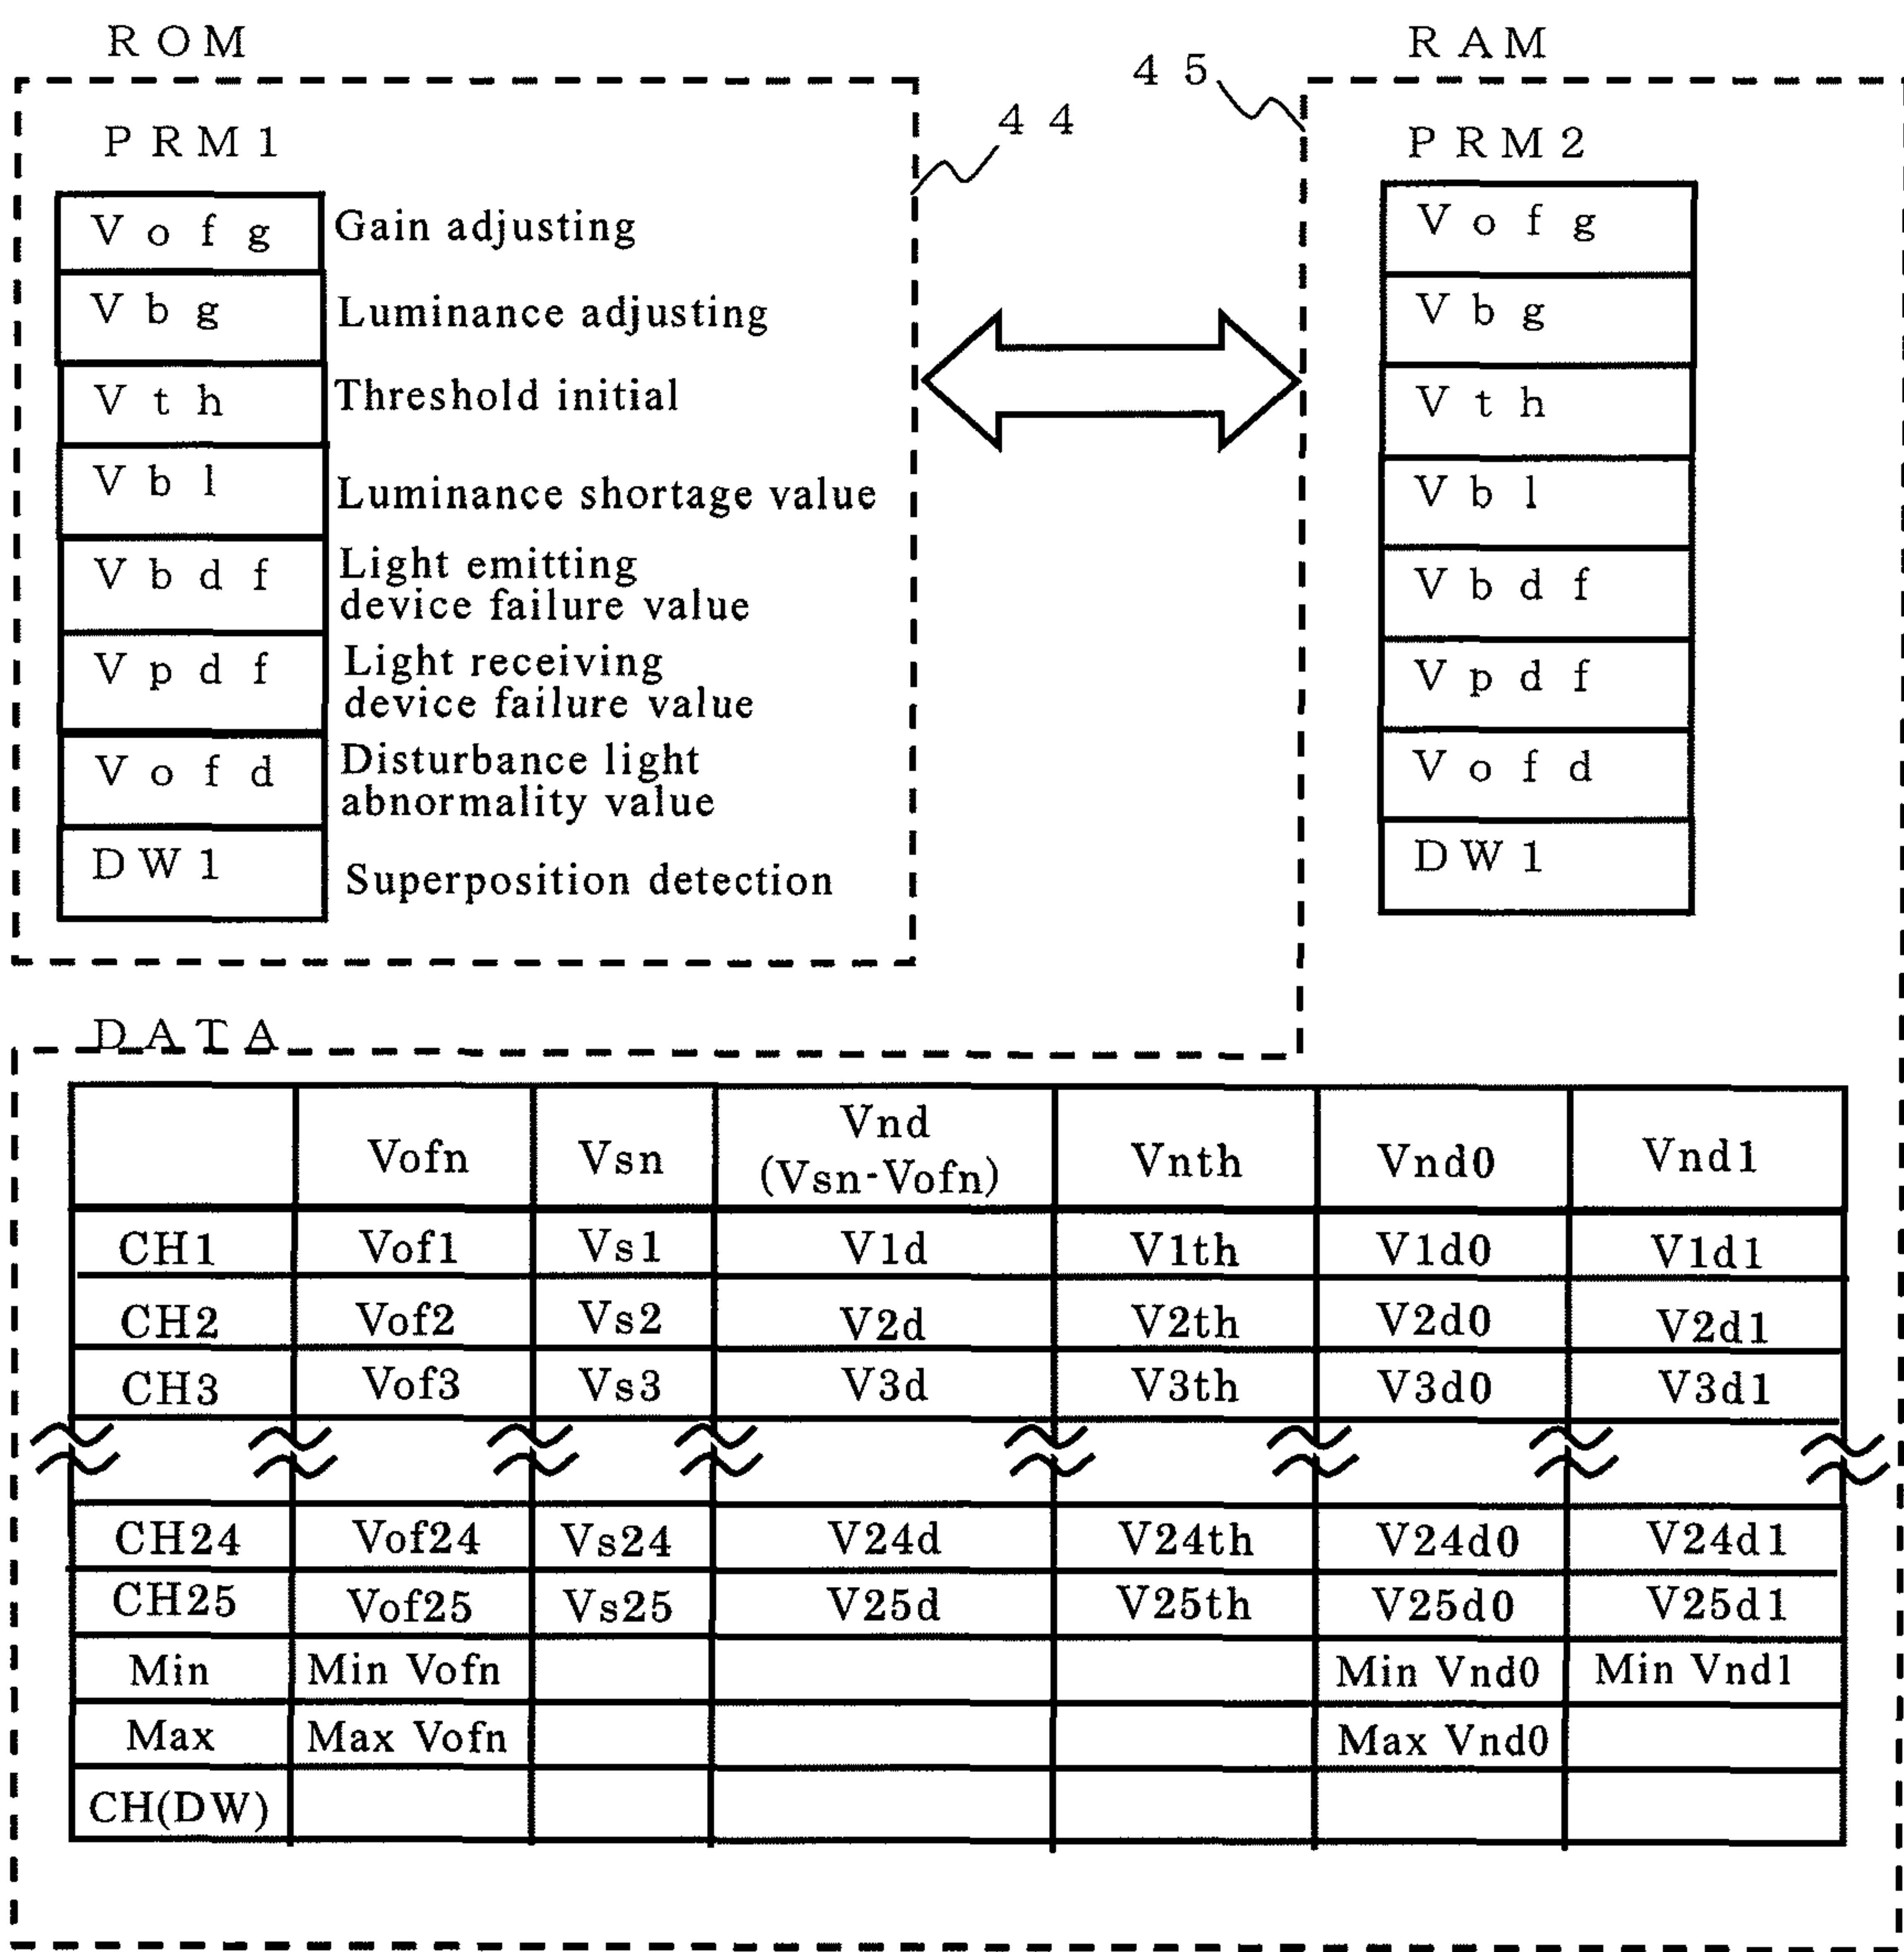 ROM
PRM1
Vofg Gain adjusting
Vbg Luminance adjusting
Vth Threshold initial
Vbl Luminance shortage value
Vbdf Light emitting
device failure value
Vpdf Light receiving
device failure value
Vofd Disturbance light
abnormality value
DW1 Superposition detection
44
45
RAM
PRM2
Vofg
Vbg
Vth
Vbl
Vbdf
Vpdf
Vofd
DW1
DATA
Vofn Vsn Vnd (Vsn-Vofn) Vnth Vnd0 Vnd1
CH1 Vof1 Vs1 V1d V1th V1d0 V1d1
CH2 Vof2 Vs2 V2d V2th V2d0 V2d1
CH3 Vof3 Vs3 V3d V3th V3d0 V3d1
CH24 Vof24 Vs24 V24d V24th V24d0 V24d1
CH25 Vof25 Vs25 V25d V25th V25d0 V25d1
Min Min Vofn Min Vnd0 Min Vnd1
Max Max Vofn Max Vnd0
CH(DW)